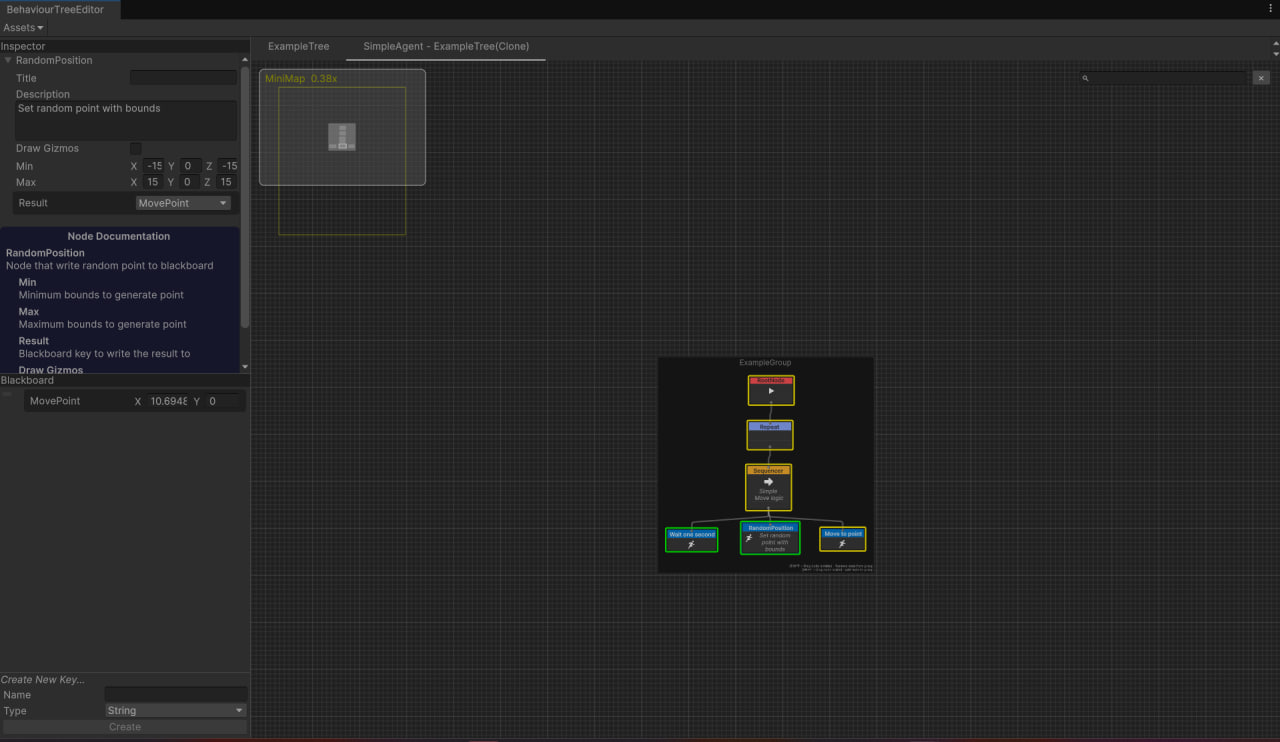 BehaviourTreeEditor
Assets
Inspector
RandomPosition
Title
Description
Set random point with bounds
Draw Gizmos
Min X -15 Y 0 Z -15
Max X 15 Y 0 Z 15
Result MovePoint
Node Documentation
RandomPosition
Node that write random point to blackboard
Min
Minimum bounds to generate point
Max
Maximum bounds to generate point
Result
Blackboard key to write the result to
Draw Gizmos
Blackboard
MovePoint X 10.6948 Y 0
Create New Key...
Name
Type String
Create
ExampleTree SimpleAgent - ExampleTree(Clone)
MiniMap 0.38x
ExampleGroup
RootNode
Repeat
Sequencer
Simple
Move logic
Wait one second
RandomPosition
Set random
point with
bounds
Move to point